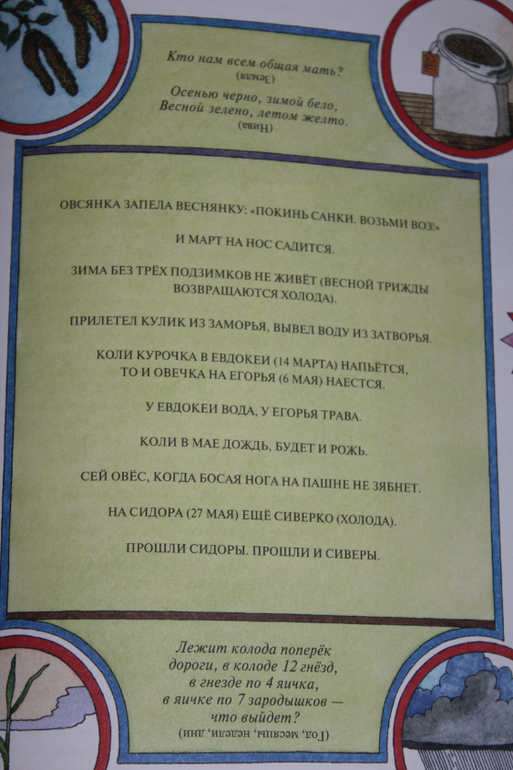 Кто нам всем общая мать?
(Земля)
Осенью черно, зимой бело,
Весной зелено, летом желто.
(Нива)
ОВСЯНКА ЗАПЕЛА ВЕСНЯНКУ: «ПОКИНЬ САНКИ. ВОЗЬМИ ВОЗ!»
И МАРТ НА НОС САДИТСЯ.
ЗИМА БЕЗ ТРЁХ ПОДЗИМКОВ НЕ ЖИВЁТ (ВЕСНОЙ ТРИЖДЫ
ВОЗВРАЩАЮТСЯ ХОЛОДА).
ПРИЛЕТЕЛ КУЛИК ИЗ ЗАМОРЬЯ, ВЫВЕЛ ВОДУ ИЗ ЗАТВОРЬЯ.
КОЛИ КУРОЧКА В ЕВДОКЕИ (14 МАРТА) НАПЬЁТСЯ,
ТО И ОВЕЧКА НА ЕГОРЬЯ (6 МАЯ) НАЕСТСЯ.
У ЕВДОКЕИ ВОДА, У ЕГОРЬЯ ТРАВА.
КОЛИ В МАЕ ДОЖДЬ, БУДЕТ И РОЖЬ.
СЕЙ ОВЁС, КОГДА БОСАЯ НОГА НА ПАШНЕ НЕ ЗЯБНЕТ.
НА СИДОРА (27 МАЯ) ЕЩЁ СИВЕРКО (ХОЛОДА).
ПРОШЛИ СИДОРЫ. ПРОШЛИ И СИВЕРЫ.
Лежит колода поперёк
дороги, в колоде 12 гнёзд,
в гнезде по 4 яичка,
в яичке по 7 зародышков —
что выйдет?
(Год, месяцы, недели, дни)